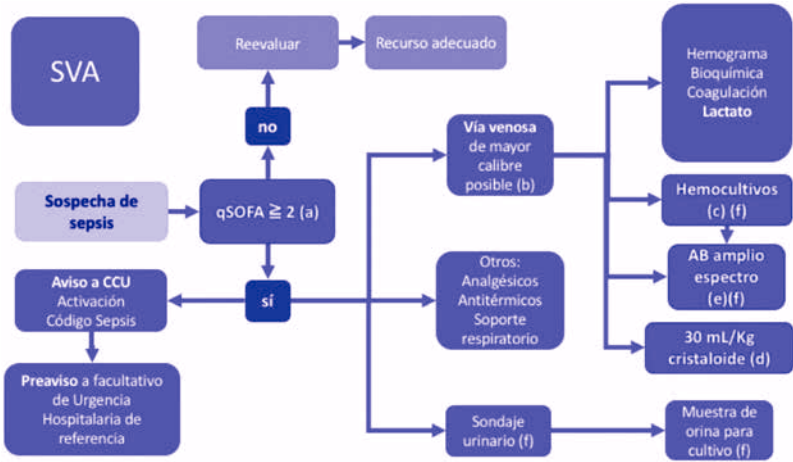 SVA
Reevaluar
Recurso adecuado
no
Sospecha de
sepsis
qSOFA ≧ 2 (a)
sí
Aviso a CCU
Activación
Código Sepsis
Preaviso a facultativo
de Urgencia
Hospitalaria de
referencia
Vía venosa
de mayor
calibre
posible (b)
Otros:
Analgésicos
Antitérmicos
Soporte
respiratorio
Sondaje
urinario (f)
Hemograma
Bioquímica
Coagulación
Lactato
Hemocultivos
(c) (f)
AB amplio
espectro
(e)(f)
30 mL/Kg
cristaloide (d)
Muestra de
orina para
cultivo (f)